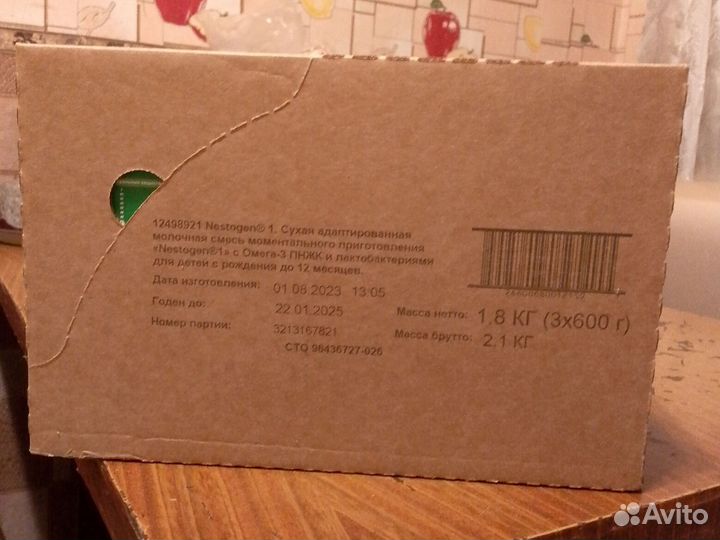 12498921 Nestogen® 1. Сухая адаптированная
молочная смесь моментального приготовления
«Nestogen®1» с Омега-3 ПНЖК и лактобактериями
для детей с рождения до 12 месяцев.
Дата изготовления: 01.08.2023 13:05
Годен до: 22.01.2025
Номер партии: 3213167821
СТО 98436727-026
Масса нетто: 1,8 КГ (3x600 г)
Масса брутто: 2,1 КГ
Avito